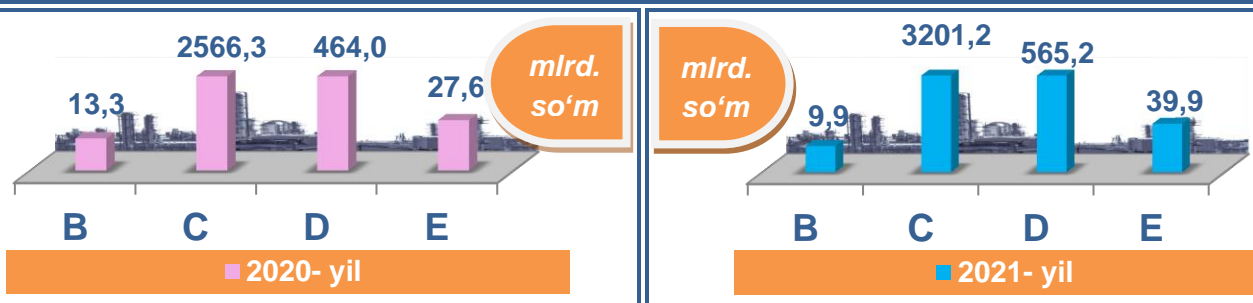 2566,3 464,0
13,3 27,6
mlrd.
so‘m
B C D E
2020- yil
mlrd.
so‘m
3201,2 565,2
9,9 39,9
B C D E
2021- yil